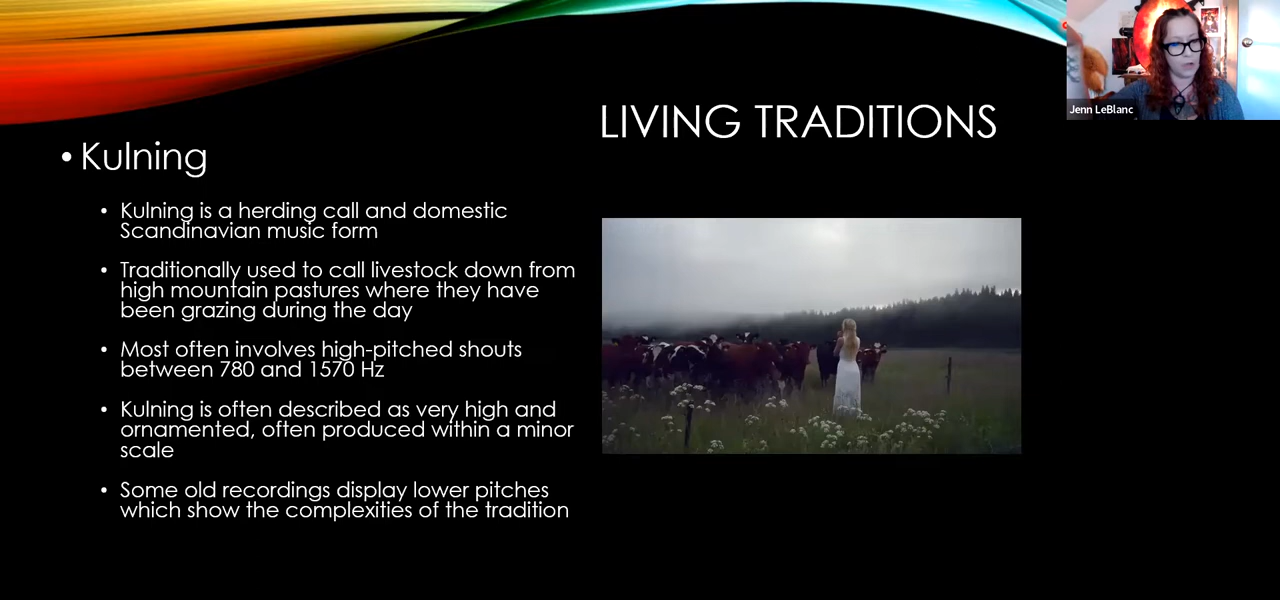 LIVING TRADITIONS
Jenn LeBlanc
• Kulning
• Kulning is a herding call and domestic
Scandinavian music form
• Traditionally used to call livestock down from
high mountain pastures where they have
been grazing during the day
• Most often involves high-pitched shouts
between 780 and 1570 Hz
• Kulning is often described as very high and
ornamented, often produced within a minor
scale
• Some old recordings display lower pitches
which show the complexities of the tradition